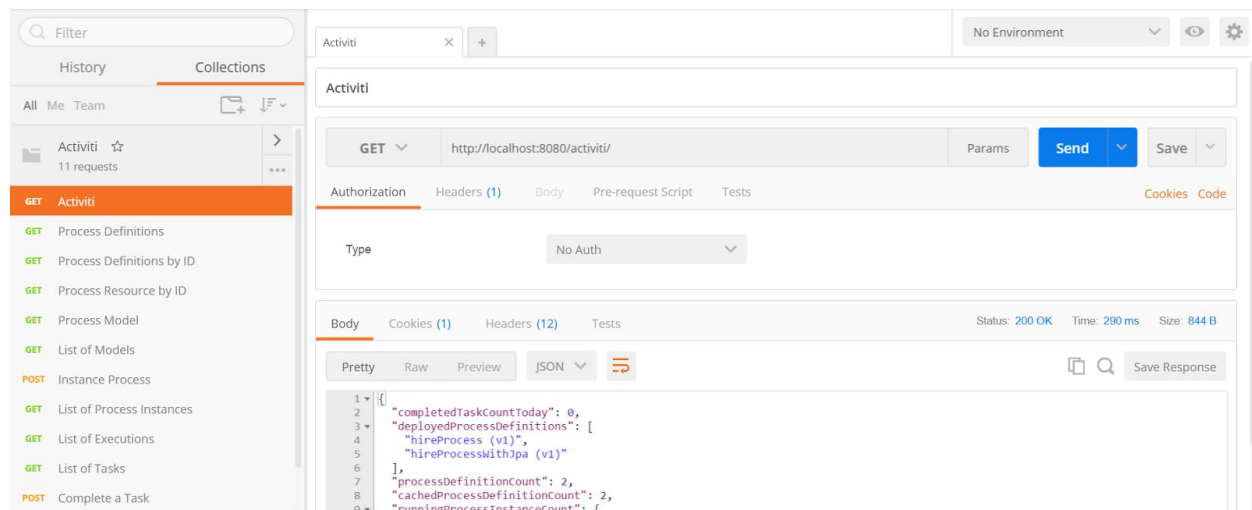 Filter
History Collections
All Me Team
Activiti
11 requests
GET Activiti
GET Process Definitions
GET Process Definitions by ID
GET Process Resource by ID
GET Process Model
GET List of Models
POST Instance Process
GET List of Process Instances
GET List of Executions
GET List of Tasks
POST Complete a Task
Activiti
No Environment
Activiti
GET http://localhost:8080/activiti/ Params Send Save
Authorization Headers (1) Body Pre-request Script Tests Cookies Code
Type No Auth
Body Cookies (1) Headers (12) Tests Status: 200 OK Time: 290 ms Size: 844 B
Pretty Raw Preview JSON Save Response
1 {
2 "completedTaskCountToday": 0,
3 "deployedProcessDefinitions": [
4 "hireProcess (v1)",
5 "hireProcessWithJpa (v1)"
6 ],
7 "processDefinitionCount": 2,
8 "cachedProcessDefinitionCount": 2,
9 "runningProcessInstanceCount": {